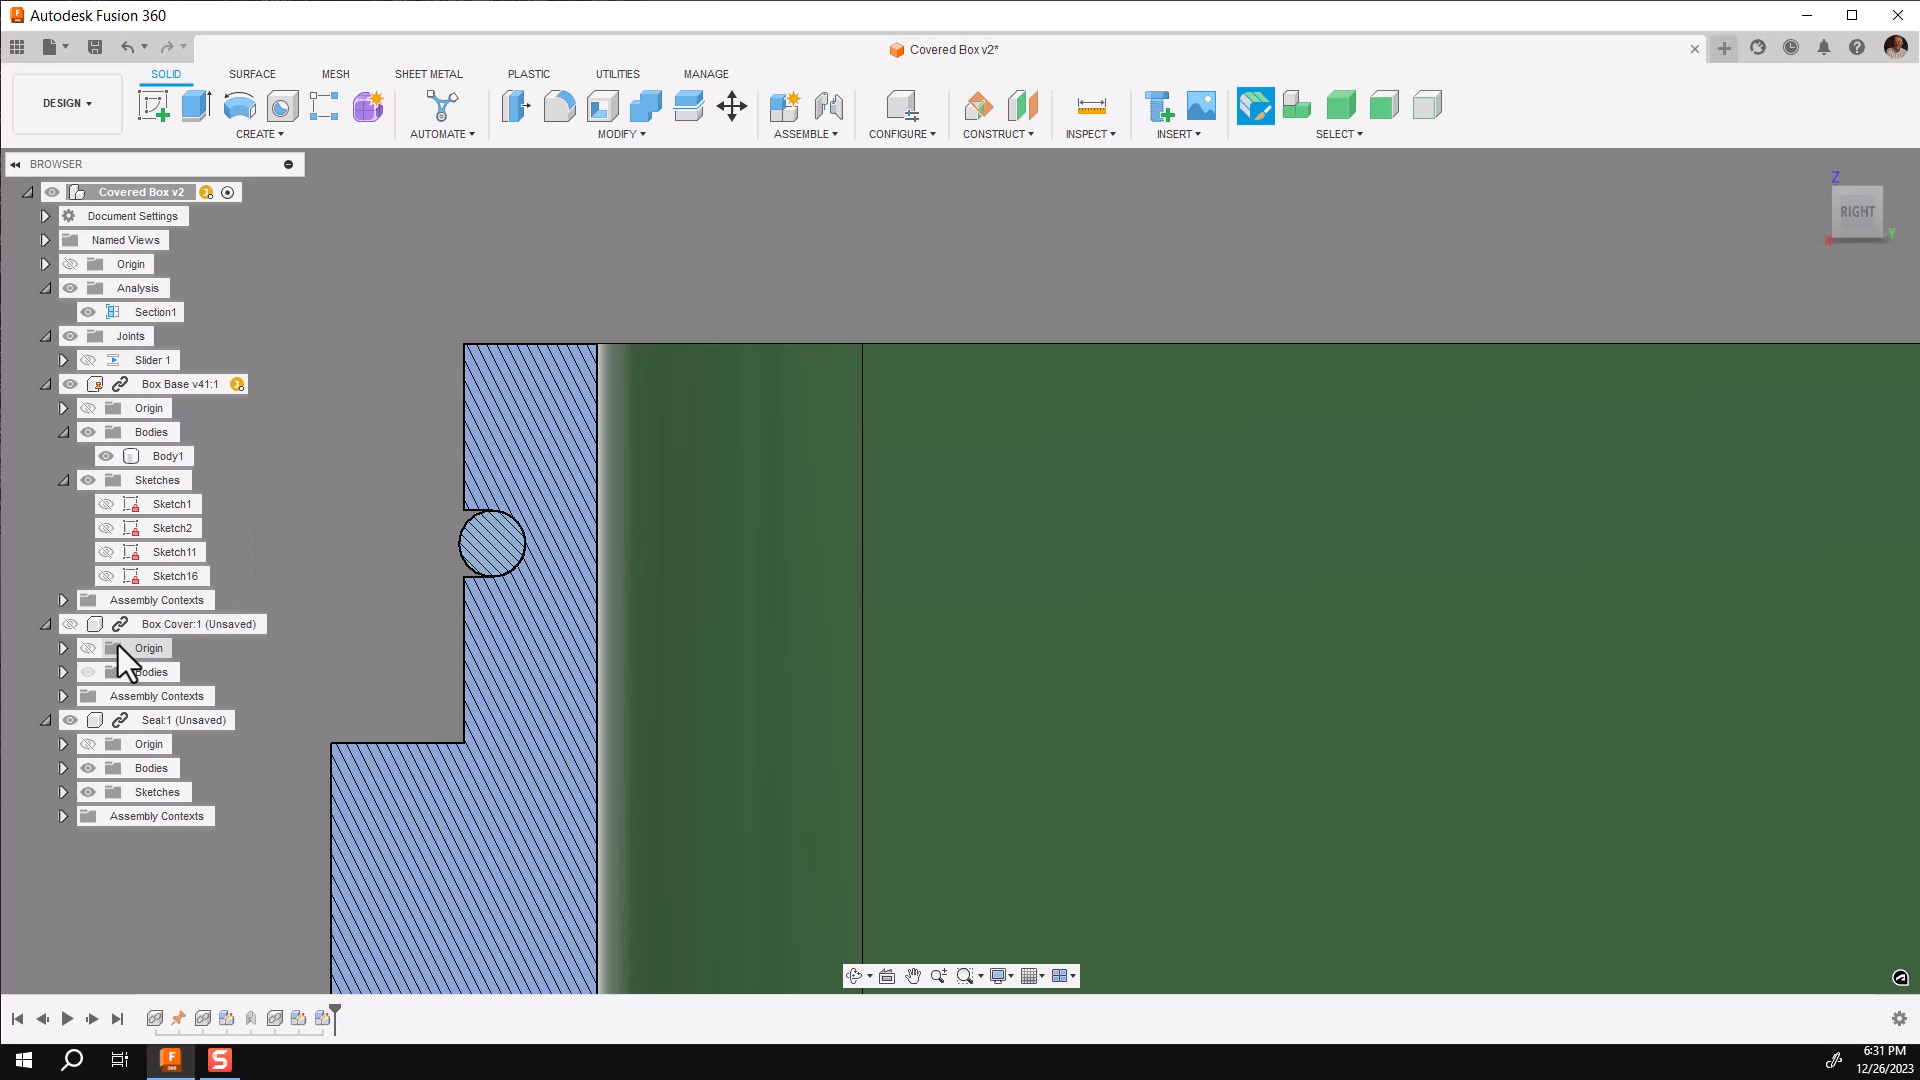 Autodesk Fusion 360
Covered Box v2*
SOLID SURFACE MESH SHEET METAL PLASTIC UTILITIES MANAGE
DESIGN
CREATE AUTOMATE MODIFY ASSEMBLE CONFIGURE CONSTRUCT INSPECT INSERT SELECT
BROWSER
Covered Box v2
Document Settings
Named Views
Origin
Analysis
Section1
Joints
Slider 1
Box Base v41:1
Origin
Bodies
Body1
Sketches
Sketch1
Sketch2
Sketch11
Sketch16
Assembly Contexts
Box Cover:1 (Unsaved)
Origin
Bodies
Assembly Contexts
Seal:1 (Unsaved)
Origin
Bodies
Sketches
Assembly Contexts
Z
RIGHT
X
Y
6:31 PM
12/26/2023